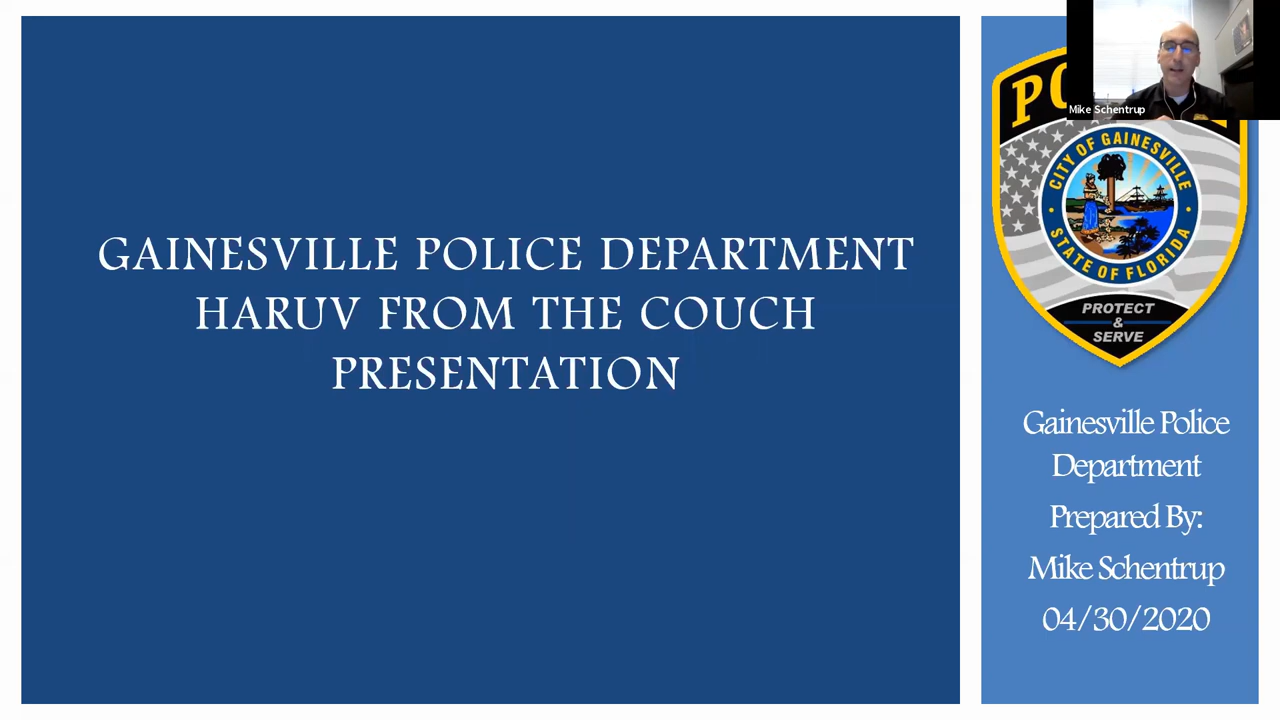 GAINESVILLE POLICE DEPARTMENT
HARUV FROM THE COUCH
PRESENTATION
Mike Schentrup
CITY OF GAINESVILLE
STATE OF FLORIDA
PROTECT
&
SERVE
Gainesville Police
Department
Prepared By:
Mike Schentrup
04/30/2020